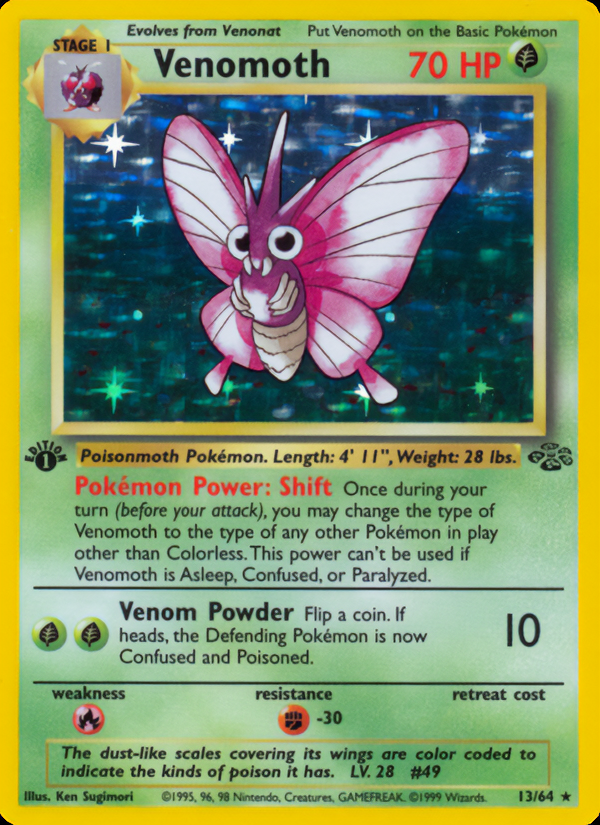 Evolves from Venonat Put Venomoth on the Basic Pokémon
STAGE 1
Venomoth 70 HP
EDITION
1
Poisonmoth Pokémon. Length: 4' 11", Weight: 28 lbs.
Pokémon Power: Shift Once during your
turn (before your attack), you may change the type of
Venomoth to the type of any other Pokémon in play
other than Colorless. This power can't be used if
Venomoth is Asleep, Confused, or Paralyzed.
Venom Powder Flip a coin. If
heads, the Defending Pokémon is now
Confused and Poisoned.
10
weakness resistance retreat cost
-30
The dust-like scales covering its wings are color coded to
indicate the kinds of poison it has. LV. 28 #49
Illus. Ken Sugimori ©1995, 96, 98 Nintendo, Creatures, GAMEFREAK. ©1999 Wizards. 13/64 ★